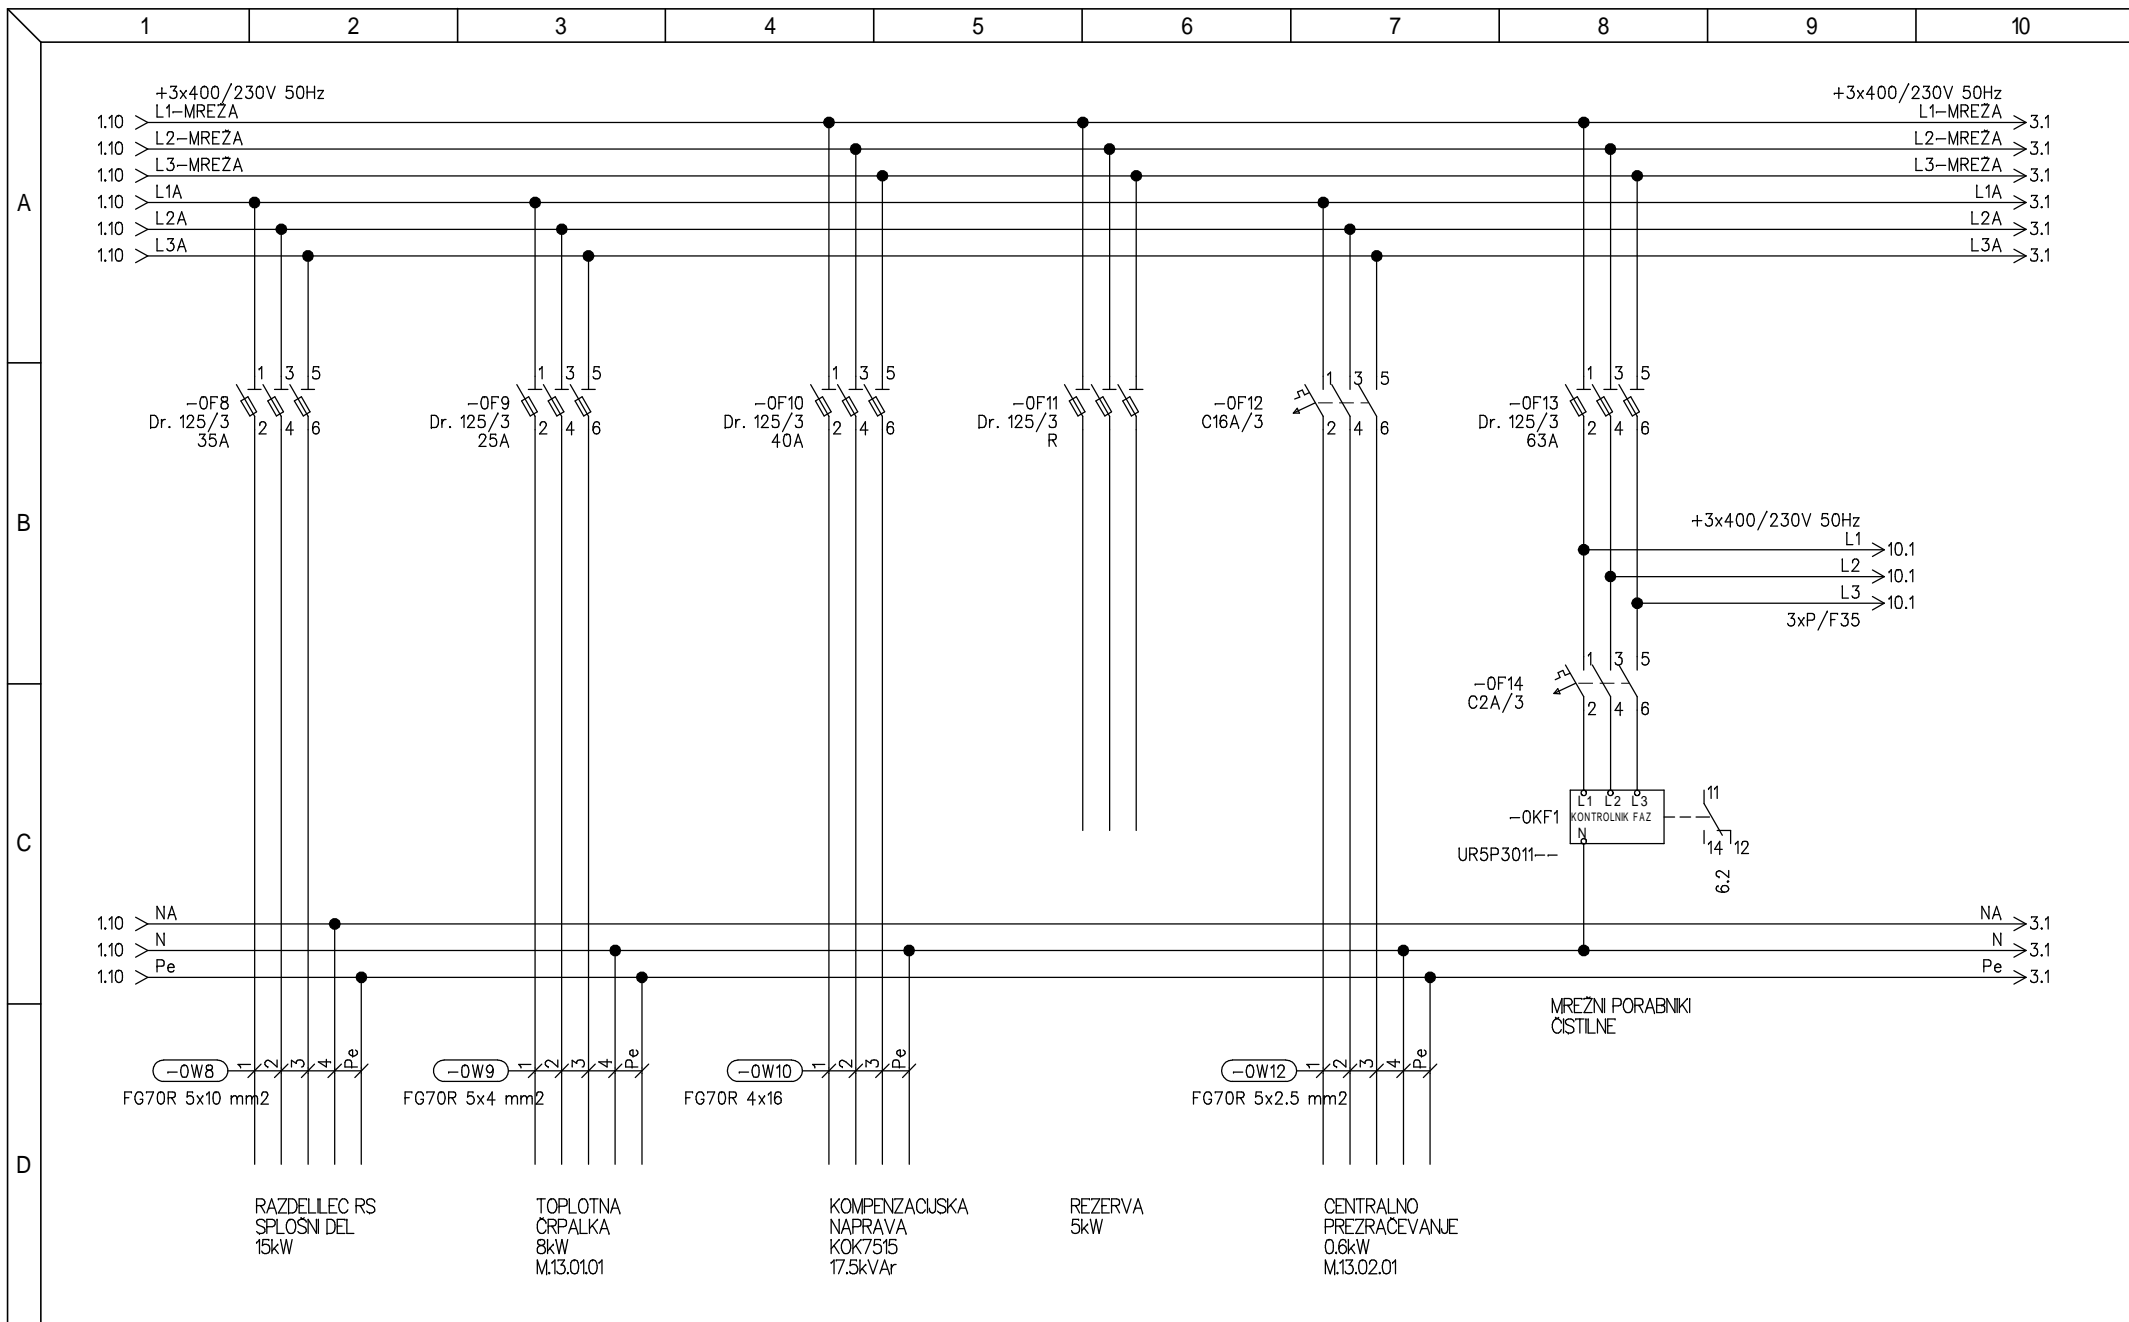 1 2 3 4 5 6 7 8 9 10
A
B
C
D
+3x400/230V 50Hz
1.10 L1-MREŽA
1.10 L2-MREŽA
1.10 L3-MREŽA
1.10 L1A
1.10 L2A
1.10 L3A
+3x400/230V 50Hz
L1-MREŽA 3.1
L2-MREŽA 3.1
L3-MREŽA 3.1
L1A 3.1
L2A 3.1
L3A 3.1
1 3 5
-0F8
Dr. 125/3
35A
2 4 6
1 3 5
-0F9
Dr. 125/3
25A
2 4 6
1 3 5
-0F10
Dr. 125/3
40A
2 4 6
-0F11
Dr. 125/3
R
1 3 5
-0F12
C16A/3
2 4 6
1 3 5
-0F13
Dr. 125/3
63A
2 4 6
+3x400/230V 50Hz
L1 10.1
L2 10.1
L3 10.1
3xP/F35
1 3 5
-0F14
C2A/3
2 4 6
L1 L2 L3
-0KF1
KONTROLNIK FAZ
N
UR5P3011--
11
14 12
6.2
1.10 NA
1.10 N
1.10 Pe
NA 3.1
N 3.1
Pe 3.1
MREŽNI PORABNIKI
ČISTILNE
-0W8 1 2 3 4 Pe
FG70R 5x10 mm2
-0W9 1 2 3 4 Pe
FG70R 5x4 mm2
-0W10 1 2 3 Pe
FG70R 4x16
-0W12 1 2 3 4 Pe
FG70R 5x2.5 mm2
RAZDELILEC RS
SPLOŠNI DEL
15kW
TOPLOTNA
ČRPALKA
8kW
M.13.01.01
KOMPENZACIJSKA
NAPRAVA
KOK7515
17.5kVAr
REZERVA
5kW
CENTRALNO
PREZRAČEVANJE
0.6kW
M.13.02.01